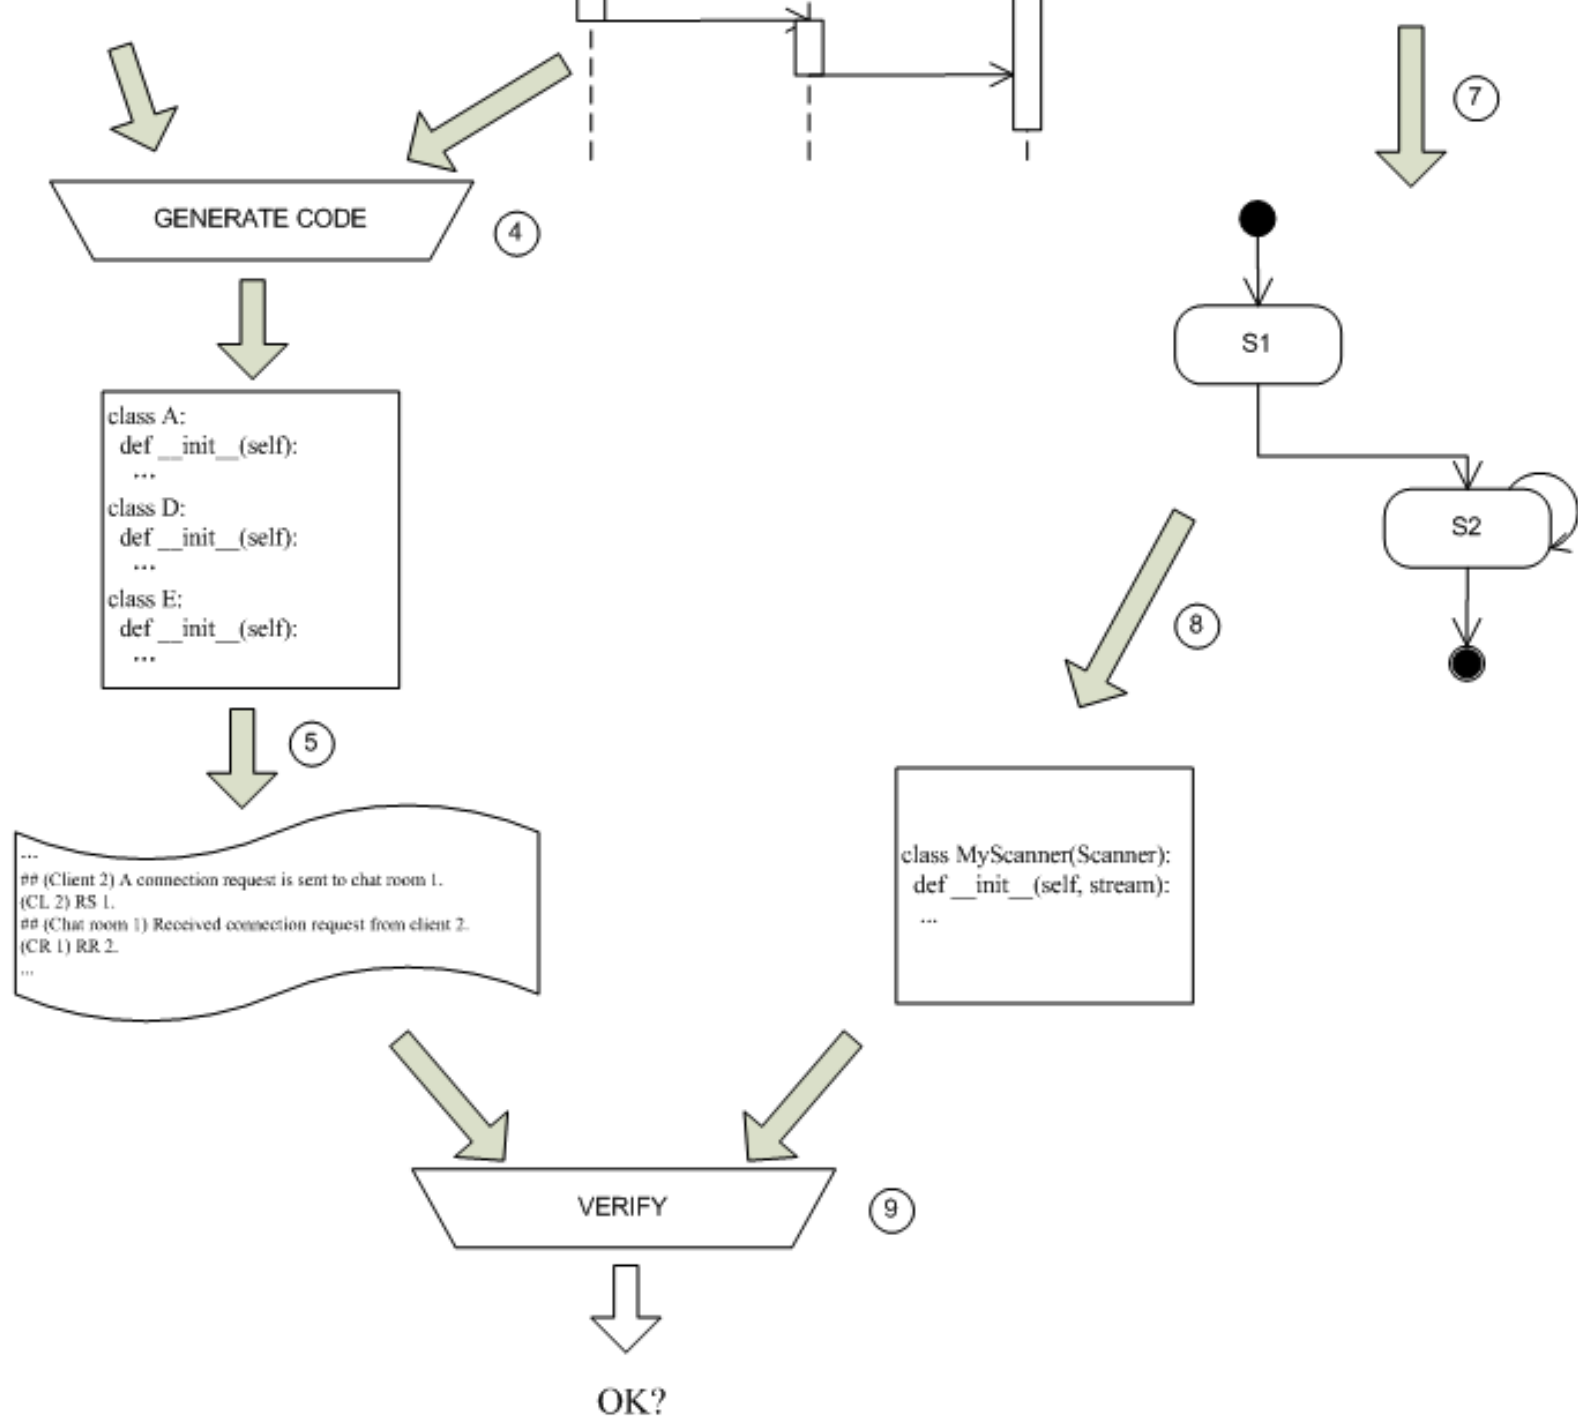 7
GENERATE CODE
4
S1
class A:
def __init__(self):
...
class D:
def __init__(self):
...
class E:
def __init__(self):
...
S2
8
5
...
## (Client 2) A connection request is sent to chat room 1.
(CL 2) RS 1.
## (Chat room 1) Received connection request from client 2.
(CR 1) RR 2.
...
class MyScanner(Scanner):
def __init__(self, stream):
...
VERIFY
9
OK?